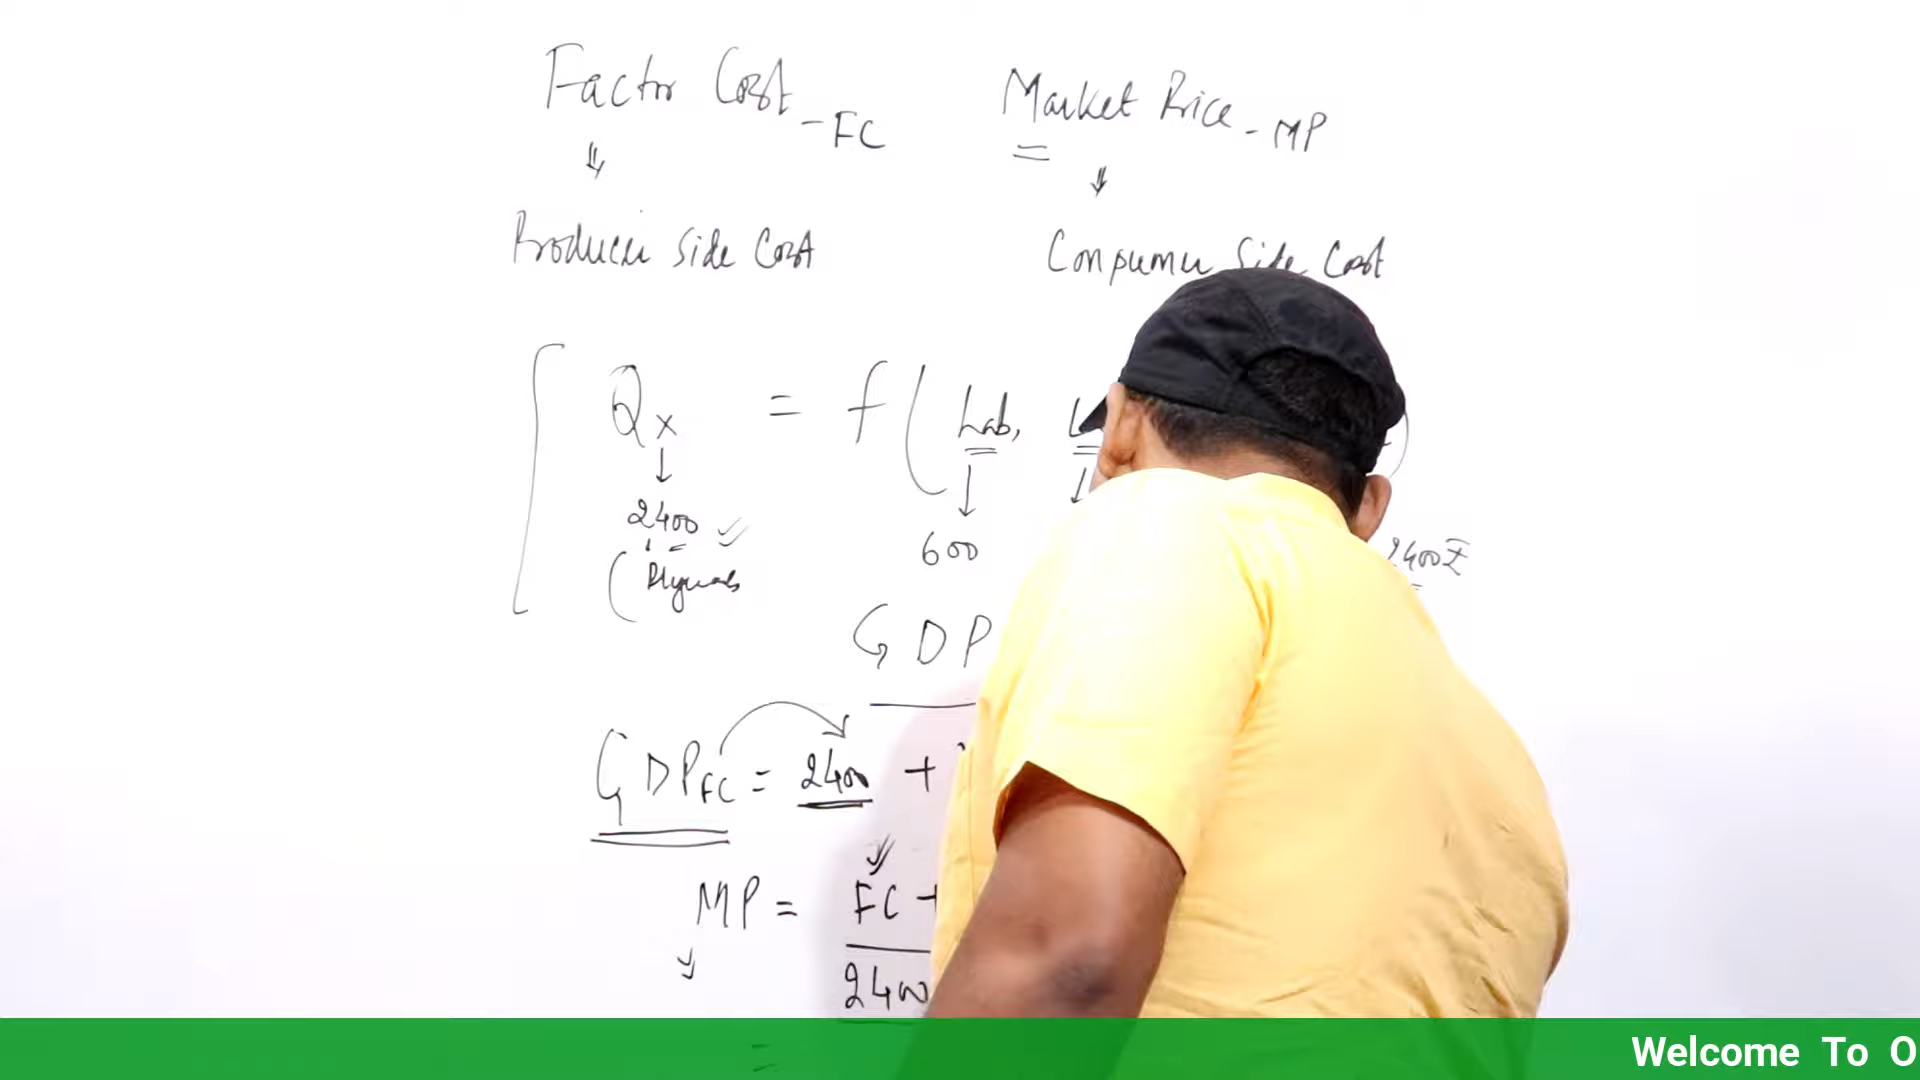 Factor Cost - FC Market Price - MP
Producer Side Cost Consumer Side Cost
Qx = f( Lab, L
2400 600 2400₹
GDP
GDPFC = 2400 +
MP = FC +
2400
=
Welcome To O